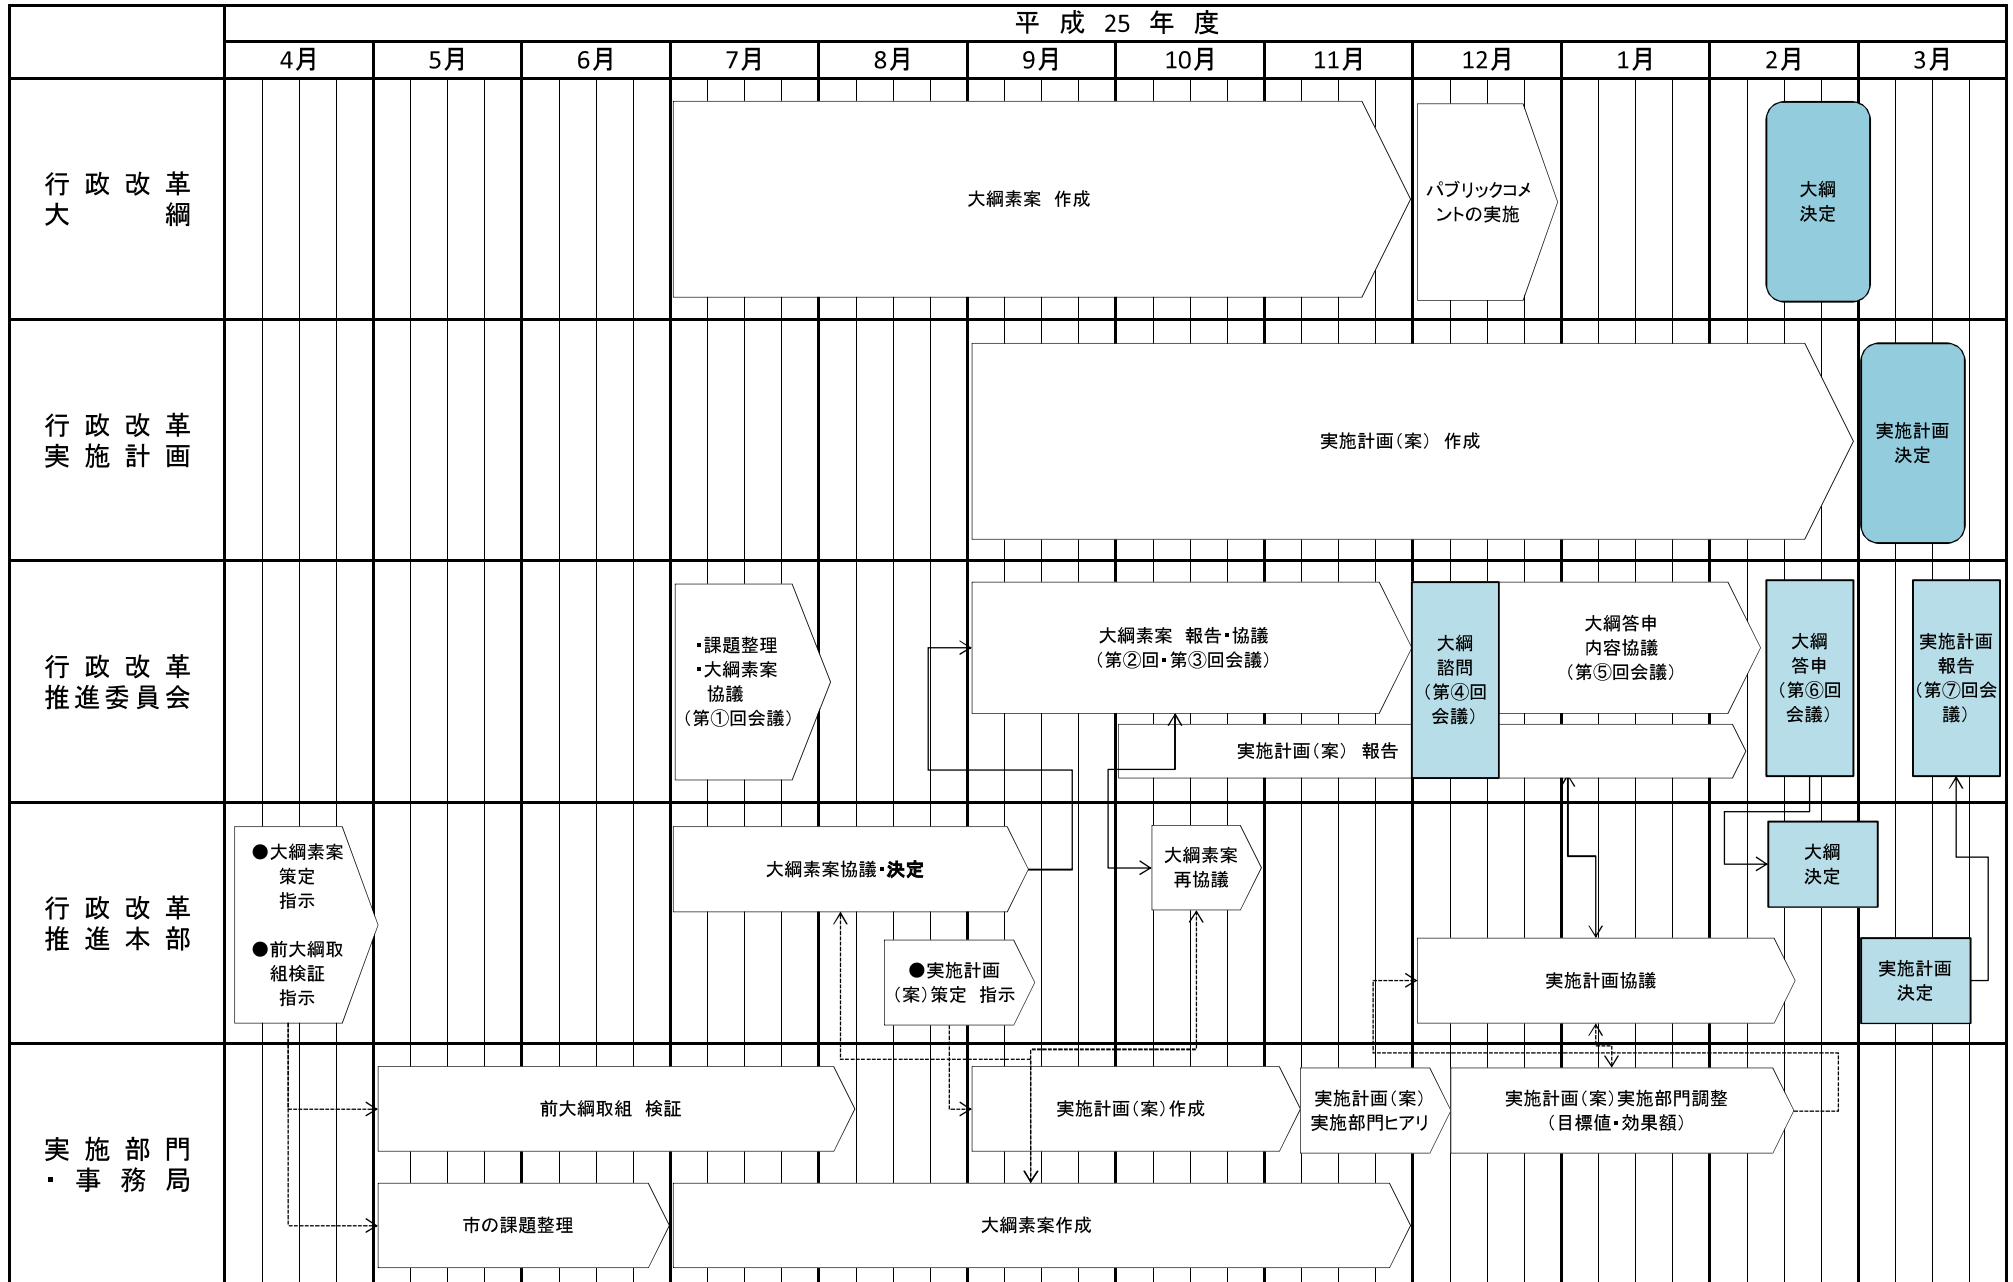 平 成 25 年 度
4月 5月 6月 7月 8月 9月 10月 11月 12月 1月 2月 3月
行 政 改 革
大 綱
大綱素案 作成
パブリックコメ
ントの実施
大綱
決定
行 政 改 革
実 施 計 画
実施計画(案) 作成
実施計画
決定
行 政 改 革
推進委員会
・課題整理
・大綱素案
協議
(第①回会議)
大綱素案 報告・協議
(第②回・第③回会議)
大綱
諮問
(第④回
会議)
大綱答申
内容協議
(第⑤回会議)
大綱
答申
(第⑥回
会議)
実施計画
報告
(第⑦回会
議)
実施計画(案) 報告
行 政 改 革
推 進 本 部
●大綱素案
策定
指示
●前大綱取
組検証
指示
大綱素案協議・決定
●実施計画
(案)策定 指示
大綱素案
再協議
実施計画協議
大綱
決定
実施計画
決定
実 施 部 門
・ 事 務 局
前大綱取組 検証
実施計画(案)作成
実施計画(案)
実施部門ヒアリ
実施計画(案)実施部門調整
(目標値・効果額)
市の課題整理
大綱素案作成